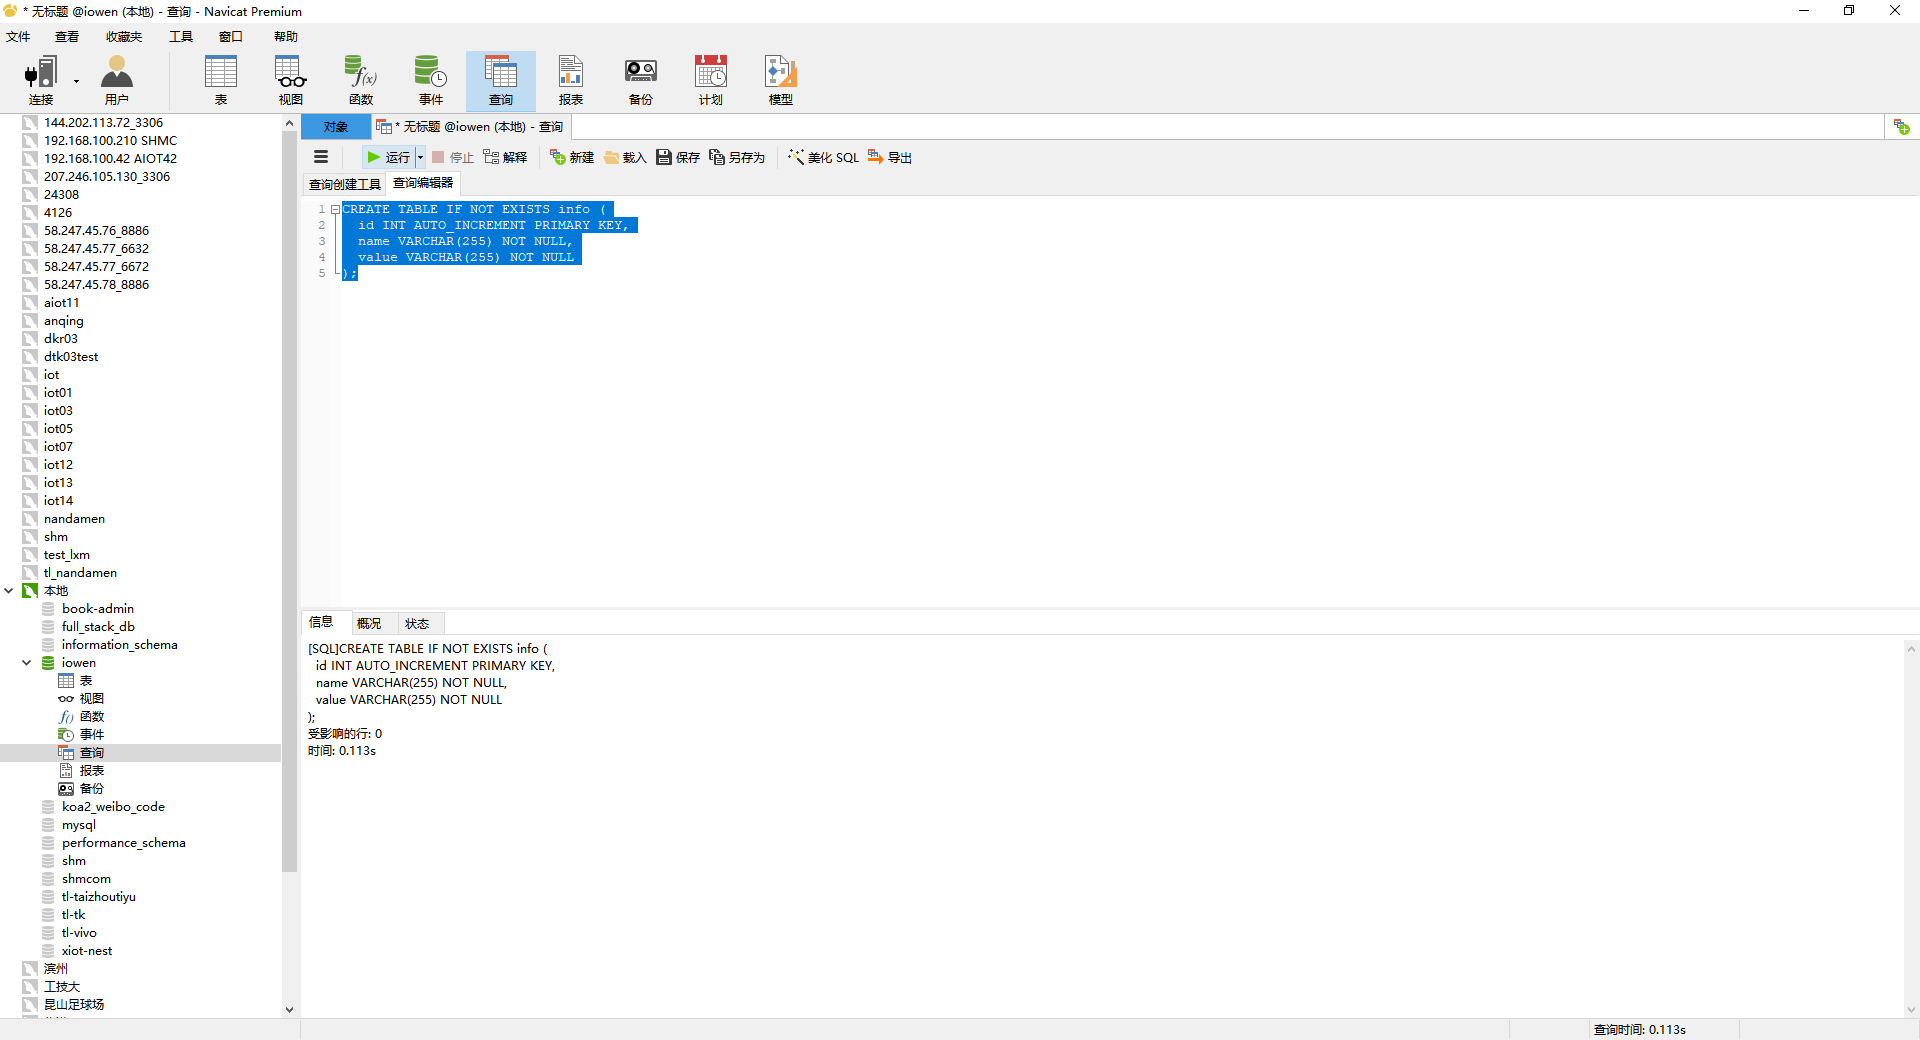 * 无标题 @iowen (本地) - 查询 - Navicat Premium
文件 查看 收藏夹 工具 窗口 帮助
连接 用户 表 视图 函数 事件 查询 报表 备份 计划 模型
144.202.113.72_3306
192.168.100.210 SHMC
192.168.100.42 AIOT42
207.246.105.130_3306
24308
4126
58.247.45.76_8886
58.247.45.77_6632
58.247.45.77_6672
58.247.45.78_8886
aiot11
anqing
dkr03
dtk03test
iot
iot01
iot03
iot05
iot07
iot12
iot13
iot14
nandamen
shm
test_lxm
tl_nandamen
本地
book-admin
full_stack_db
information_schema
iowen
表
视图
函数
事件
查询
报表
备份
koa2_weibo_code
mysql
performance_schema
shm
shmcom
tl-taizhoutiyu
tl-tk
tl-vivo
xiot-nest
滨州
工技大
昆山足球场
对象 * 无标题 @iowen (本地) - 查询
运行 停止 解释 新建 载入 保存 另存为 美化 SQL 导出
查询创建工具 查询编辑器
1 CREATE TABLE IF NOT EXISTS info (
2 id INT AUTO_INCREMENT PRIMARY KEY,
3 name VARCHAR(255) NOT NULL,
4 value VARCHAR(255) NOT NULL
5 );
信息 概况 状态
[SQL]CREATE TABLE IF NOT EXISTS info (
id INT AUTO_INCREMENT PRIMARY KEY,
name VARCHAR(255) NOT NULL,
value VARCHAR(255) NOT NULL
);
受影响的行: 0
时间: 0.113s
查询时间: 0.113s